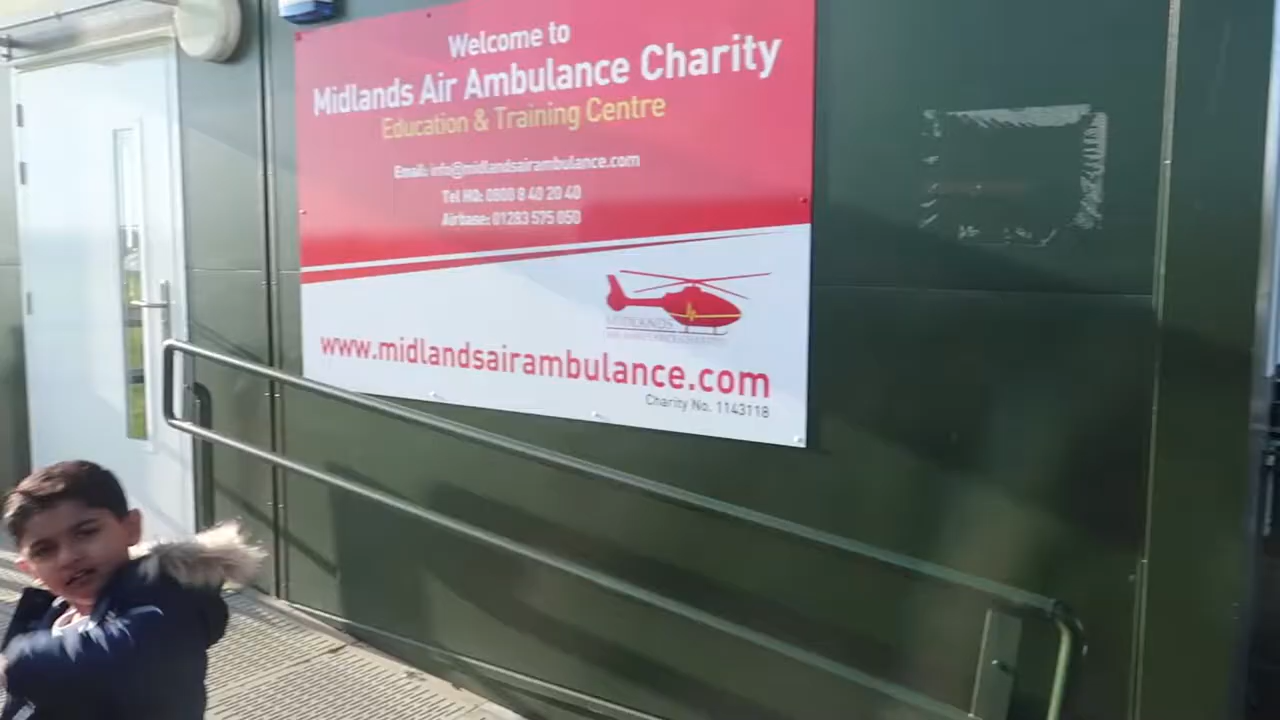 Welcome to
Midlands Air Ambulance Charity
Education & Training Centre
Email: info@midlandsairambulance.com
Tel HQ: 0800 8 40 20 40
Airbase: 01283 575 050
MIDLANDS
www.midlandsairambulance.com
Charity No. 1143118